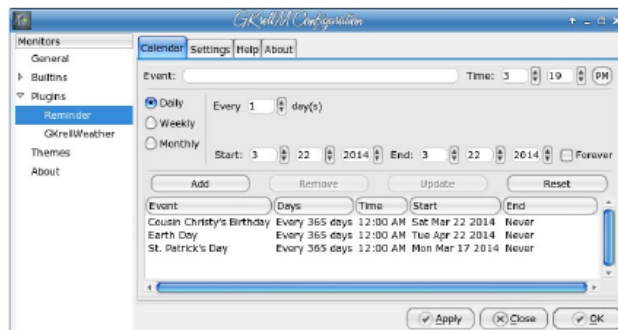 GKrellM Configuration
Monitors
General
Builtins
Plugins
Reminder
GKrellWeather
Themes
About
Calendar Settings Help About
Event: Time: 3 19 PM
Daily Every 1 day(s)
Weekly
Monthly
Start: 3 22 2014 End: 3 22 2014 Forever
Add Remove Update Reset
Event Days Time Start End
Cousin Christy's Birthday Every 365 days 12:00 AM Sat Mar 22 2014 Never
Earth Day Every 365 days 12:00 AM Tue Apr 22 2014 Never
St. Patrick's Day Every 365 days 12:00 AM Mon Mar 17 2014 Never
Apply Close OK